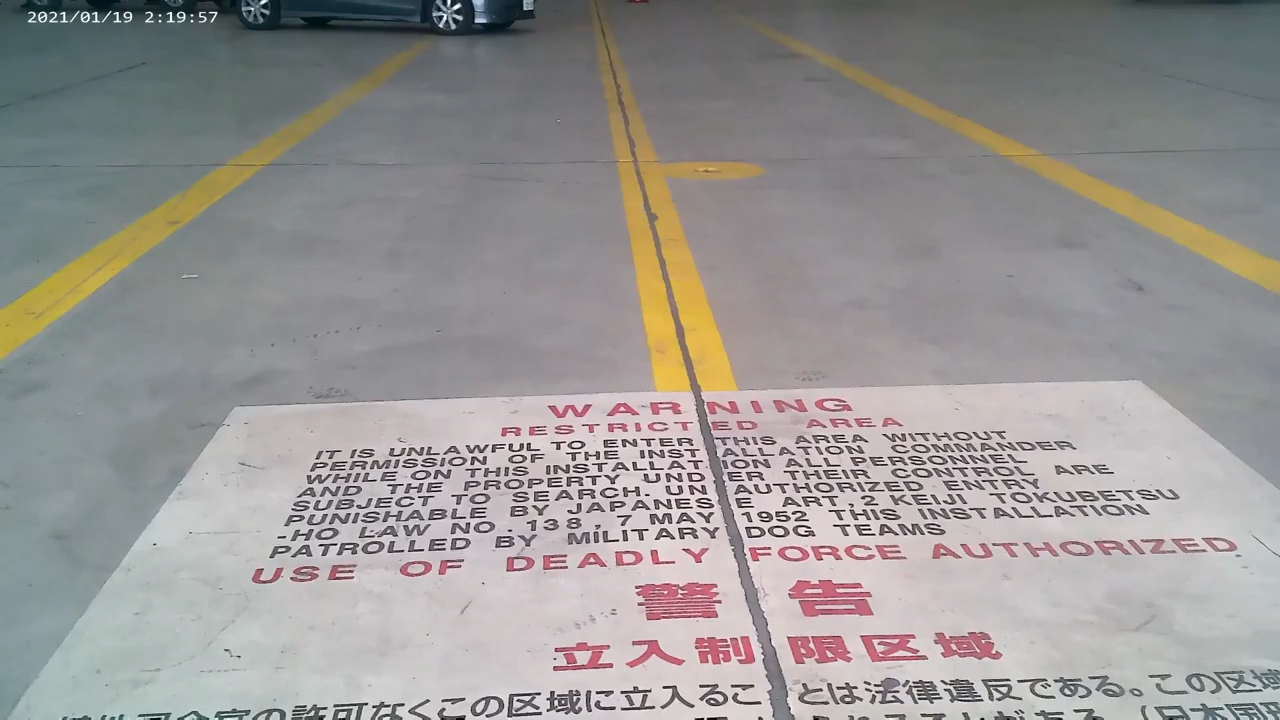 2021/01/19 2:19:57
WARNING
RESTRICTED AREA
IT IS UNLAWFUL TO ENTER THIS AREA WITHOUT
PERMISSION OF THE INSTALLATION COMMANDER
WHILE ON THIS INSTALLATION ALL PERSONNEL
AND THE PROPERTY UNDER THEIR CONTROL ARE
SUBJECT TO SEARCH. UNAUTHORIZED ENTRY
PUNISHABLE BY JAPANESE ART, 2 KEIJI TOKUBETSU
-HO LAW NO.138, 7 MAY 1952 THIS INSTALLATION
PATROLLED BY MILITARY DOG TEAMS
USE OF DEADLY FORCE AUTHORIZED.
警告
立入制限区域
の許可なくこの区域に立入ることは法律違反である。この区域